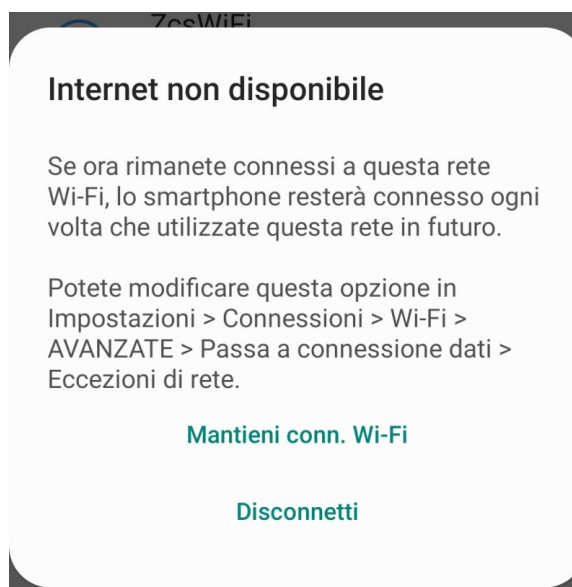 ZcsWiFi
Internet non disponibile
Se ora rimanete connessi a questa rete
Wi-Fi, lo smartphone resterà connesso ogni
volta che utilizzate questa rete in futuro.
Potete modificare questa opzione in
Impostazioni > Connessioni > Wi-Fi >
AVANZATE > Passa a connessione dati >
Eccezioni di rete.
Mantieni conn. Wi-Fi
Disconnetti